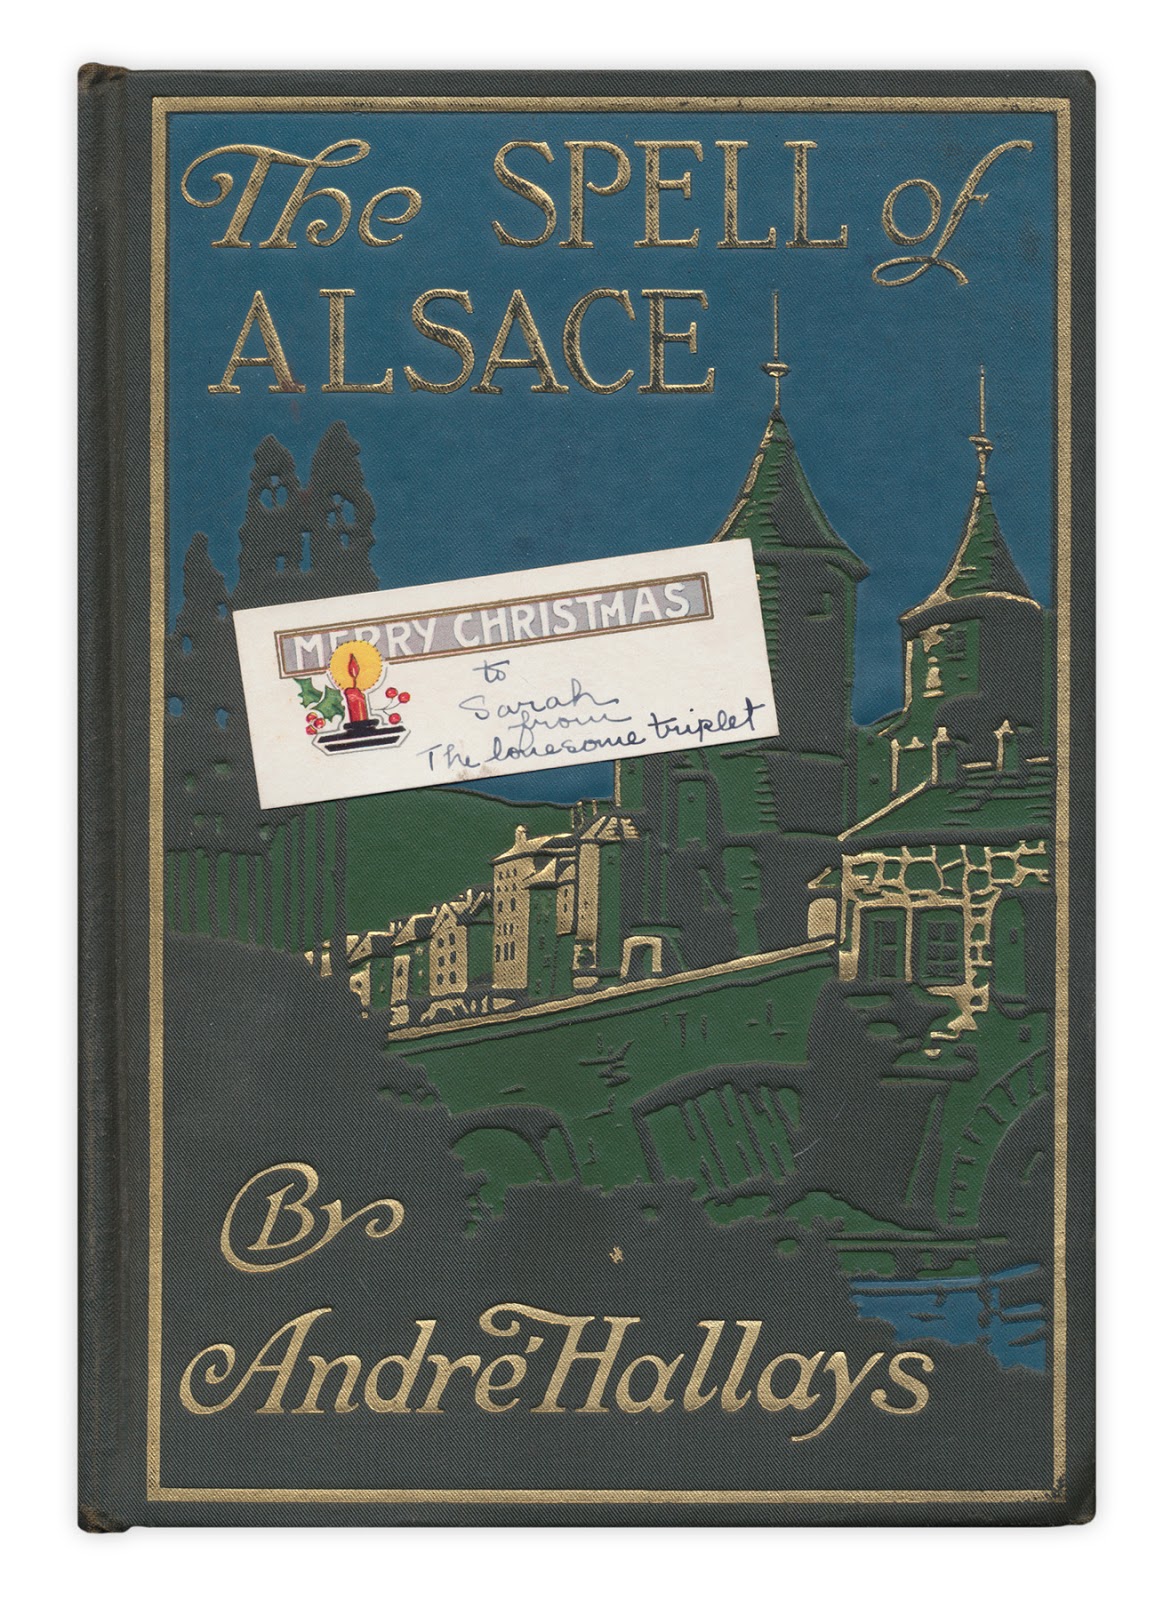 The SPELL of
ALSACE
MERRY CHRISTMAS
to
Sarah
from
The lonesome triplet
By
André Hallays